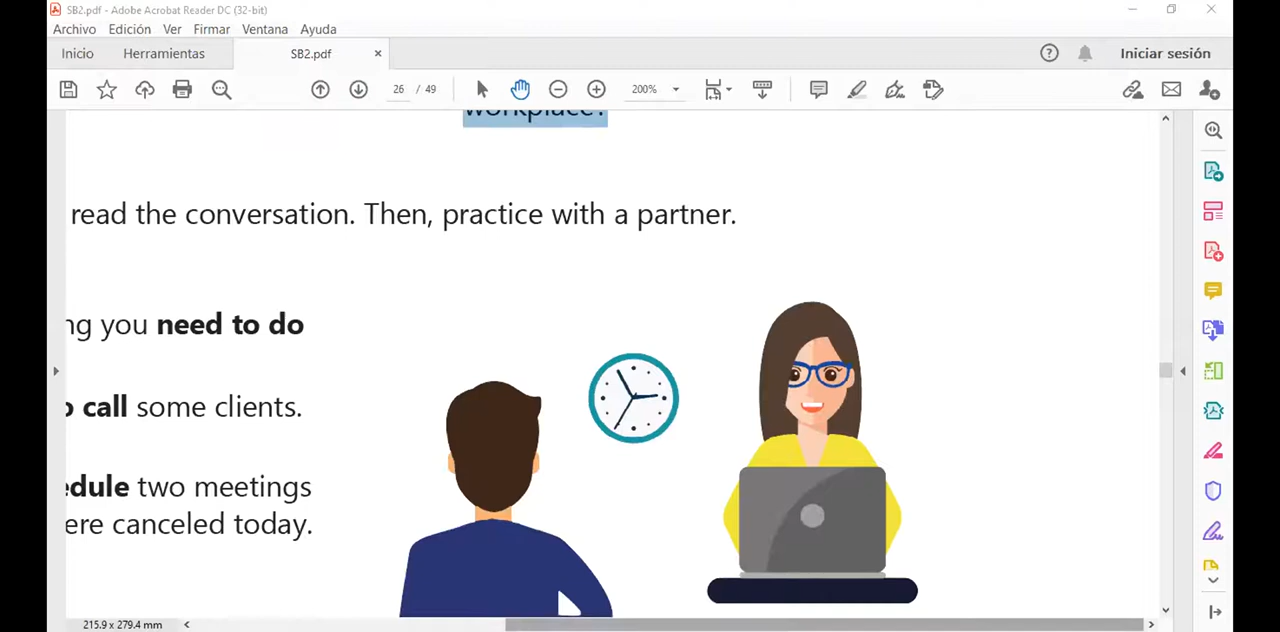 SB2.pdf - Adobe Acrobat Reader DC (32-bit)
Archivo Edición Ver Firmar Ventana Ayuda
Inicio Herramientas SB2.pdf × Iniciar sesión
26 / 49 200%
workplace?
read the conversation. Then, practice with a partner.
ng you need to do
o call some clients.
edule two meetings
ere canceled today.
215.9 x 279.4 mm